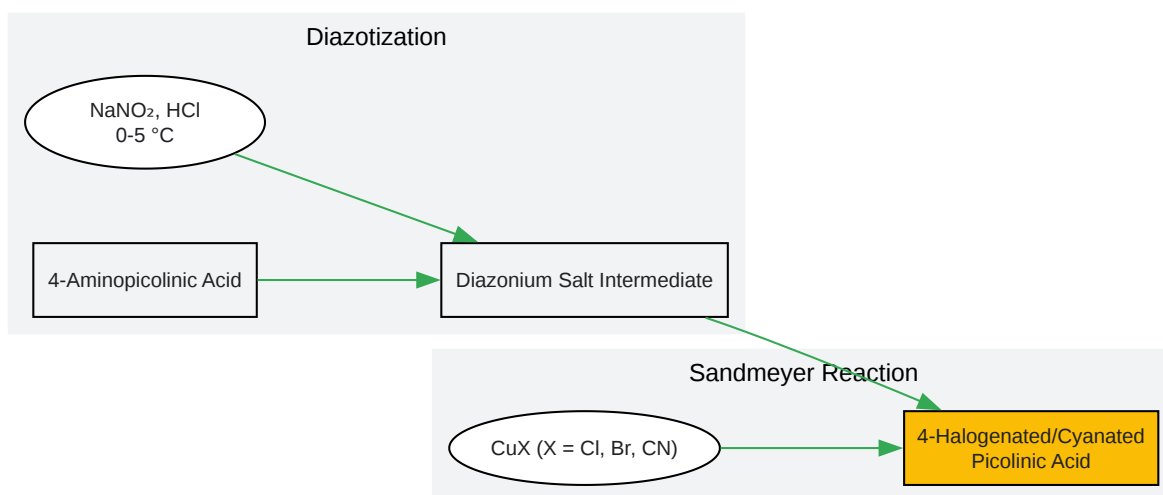 Diazotization
NaNO₂, HCl
0-5 °C
4-Aminopicolinic Acid
Diazonium Salt Intermediate
Sandmeyer Reaction
CuX (X = Cl, Br, CN)
4-Halogenated/Cyanated
Picolinic Acid